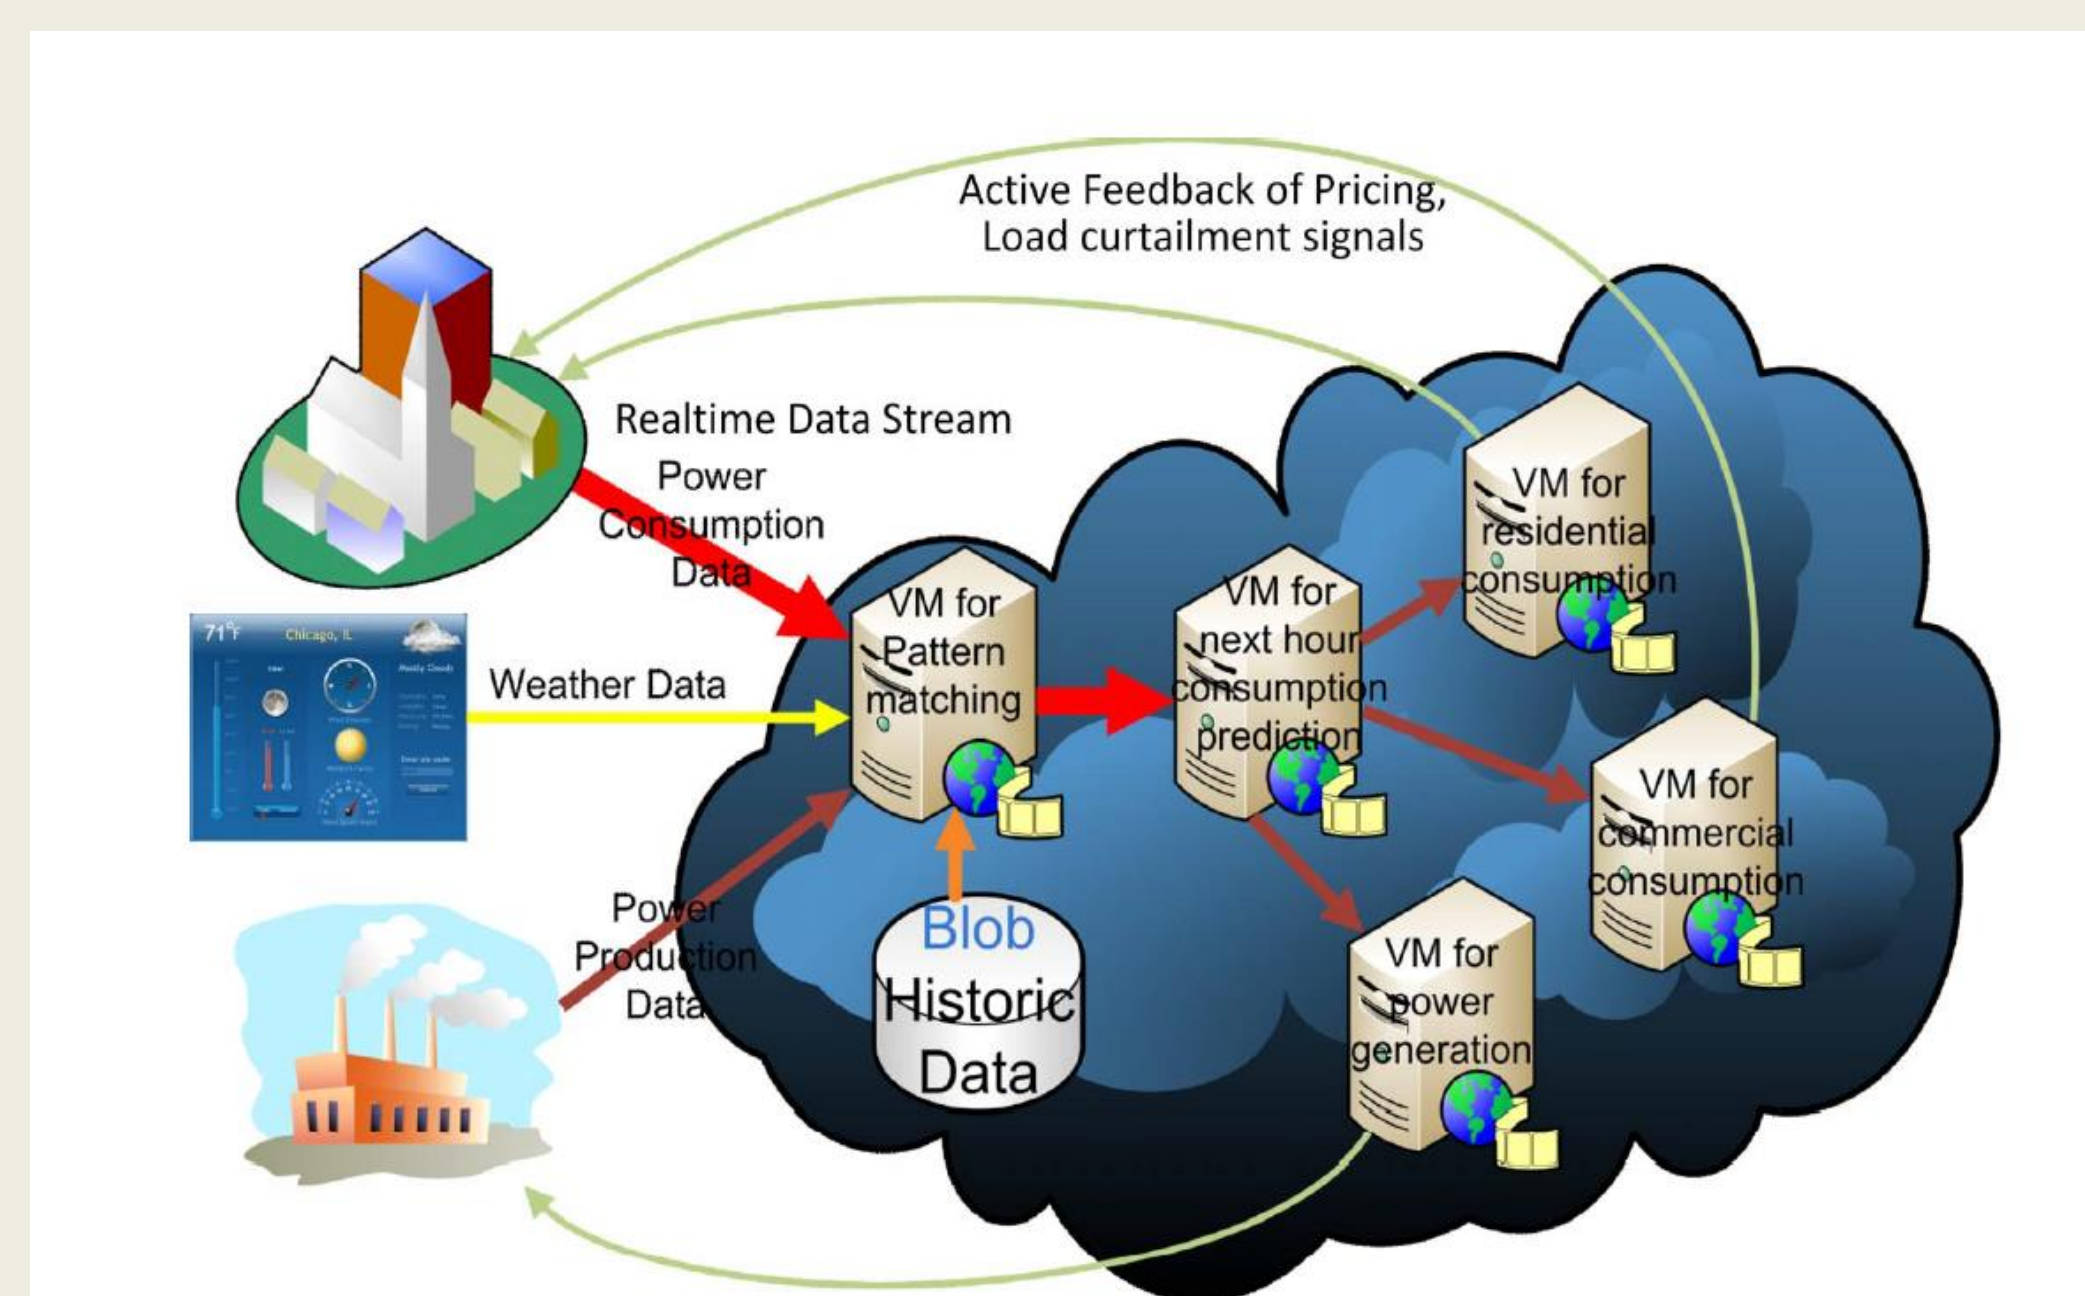 Active Feedback of Pricing,
Load curtailment signals
Realtime Data Stream
Power
Consumption
Data
71°F
Chicago, IL
Mostly Cloudy
Weather Data
Power
Production
Data
VM for
Pattern
matching
Blob
Historic
Data
VM for
next hour
consumption
prediction
VM for
residential
consumption
VM for
commercial
consumption
VM for
power
generation